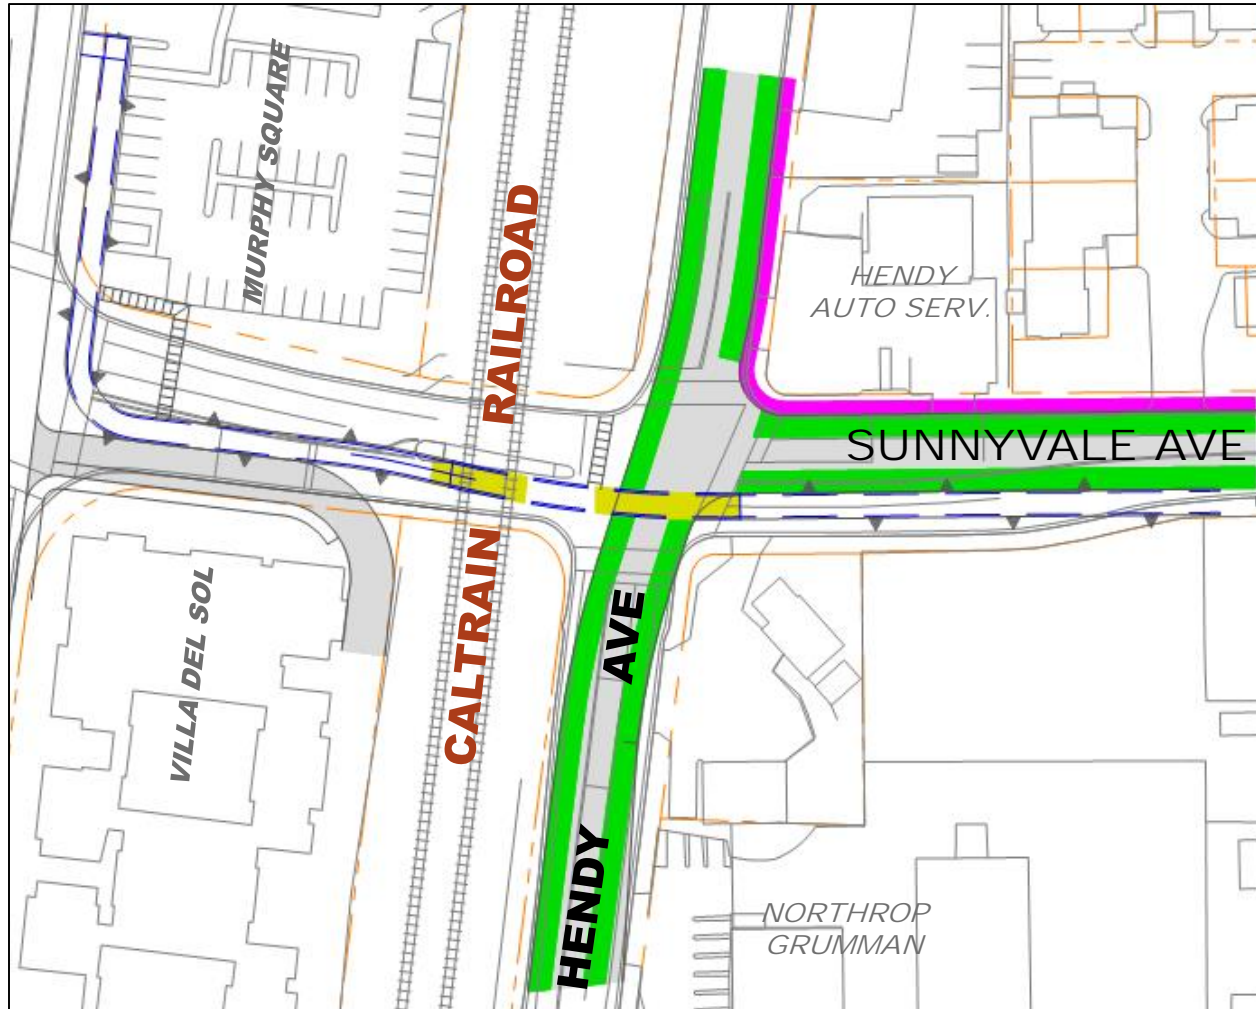 MURPHY SQUARE
CALTRAIN RAILROAD
HENDY
AUTO SERV.
SUNNYVALE AVE
VILLA DEL SOL
HENDY AVE
NORTHROP
GRUMMAN